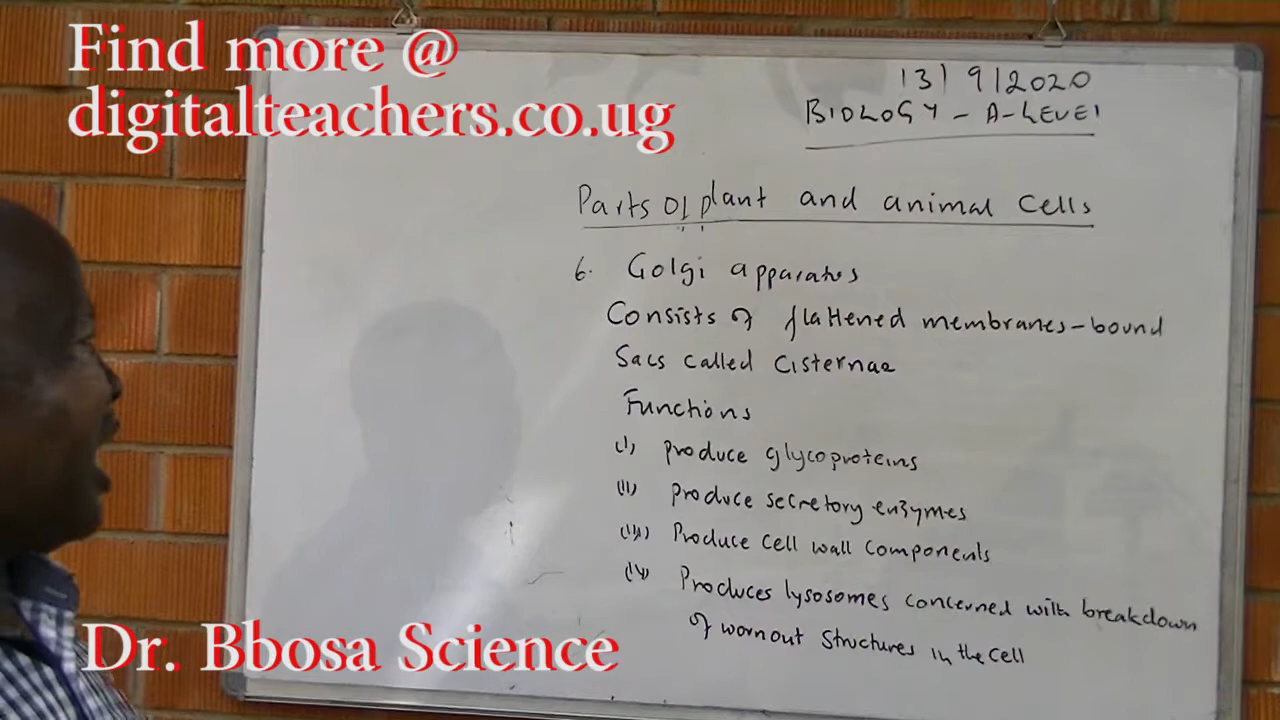 Find more @
digitalteachers.co.ug
13/9/2020
BIOLOGY - A-LEVEL
Parts of plant and animal cells
6. Golgi apparatus
Consists of flattened membranes-bound
Sacs called Cisternae
Functions
(i) produce glycoproteins
(ii) produce secretory enzymes
(iii) Produce cell wall components
(iv) Produces lysosomes concerned with breakdown
of wornout structures in the cell
Dr. Bbosa Science